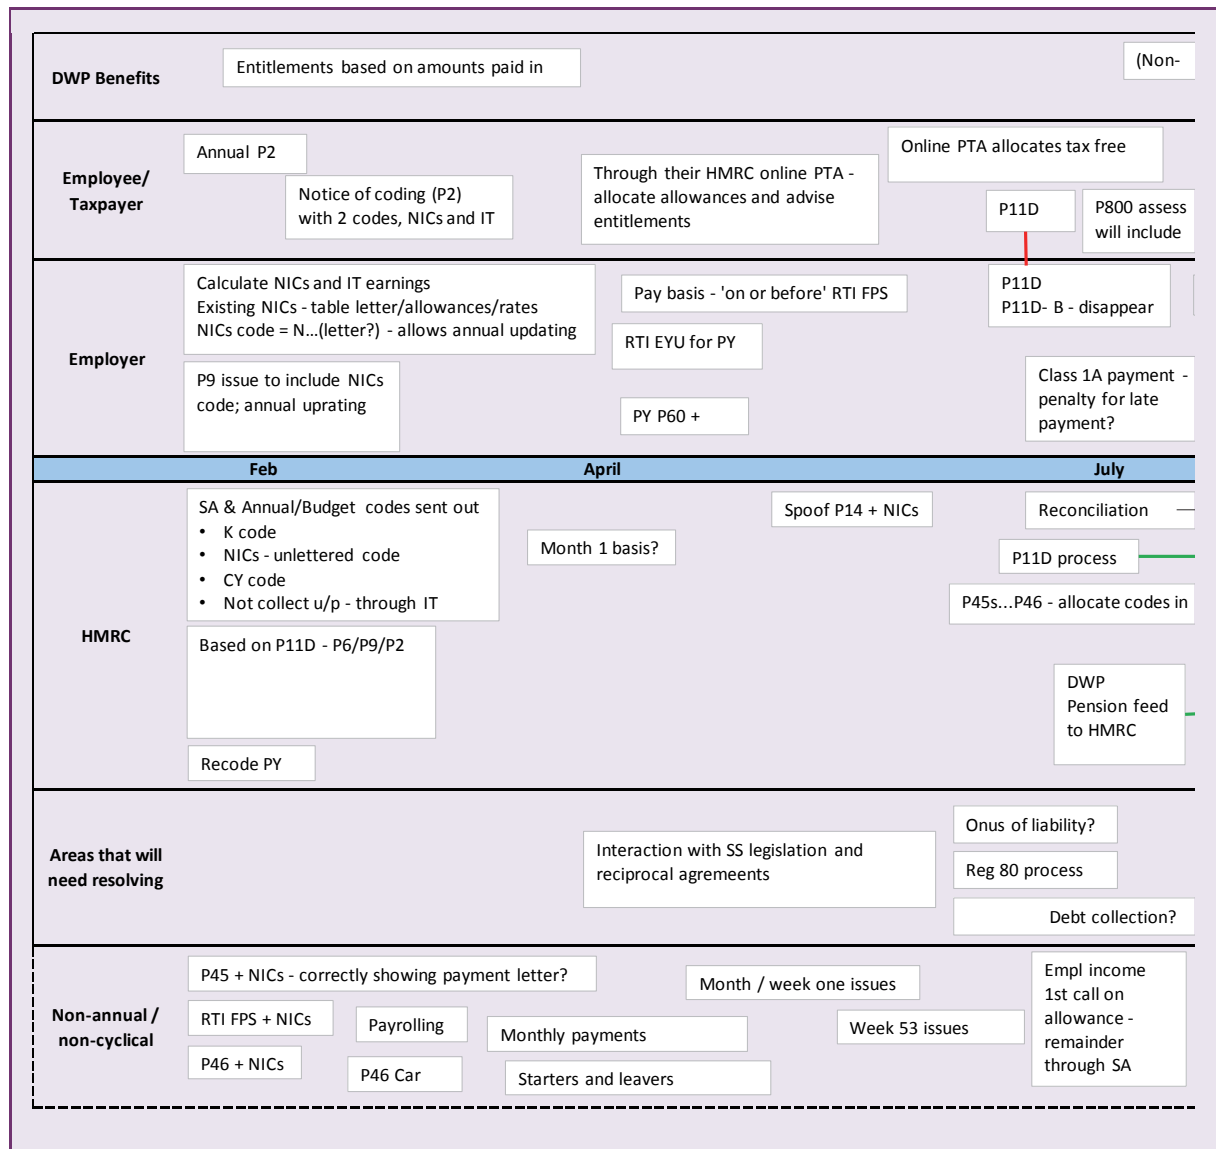 DWP Benefits
Entitlements based on amounts paid in
(Non-
Employee/
Taxpayer
Annual P2
Notice of coding (P2)
with 2 codes, NICs and IT
Through their HMRC online PTA -
allocate allowances and advise
entitlements
Online PTA allocates tax free
P11D
P800 assess
will include
Employer
Calculate NICs and IT earnings
Existing NICs - table letter/allowances/rates
NICs code = N...(letter?) - allows annual updating
P9 issue to include NICs
code; annual uprating
Pay basis - 'on or before' RTI FPS
RTI EYU for PY
PY P60 +
P11D
P11D- B - disappear
Class 1A payment -
penalty for late
payment?
Feb
April
July
HMRC
SA & Annual/Budget codes sent out
• K code
• NICs - unlettered code
• CY code
• Not collect u/p - through IT
Based on P11D - P6/P9/P2
Recode PY
Month 1 basis?
Spoof P14 + NICs
Reconciliation
P11D process
P45s...P46 - allocate codes in
DWP
Pension feed
to HMRC
Areas that will
need resolving
Interaction with SS legislation and
reciprocal agremeents
Onus of liability?
Reg 80 process
Debt collection?
Non-annual /
non-cyclical
P45 + NICs - correctly showing payment letter?
RTI FPS + NICs
P46 + NICs
Payrolling
P46 Car
Monthly payments
Starters and leavers
Month / week one issues
Week 53 issues
Empl income
1st call on
allowance -
remainder
through SA